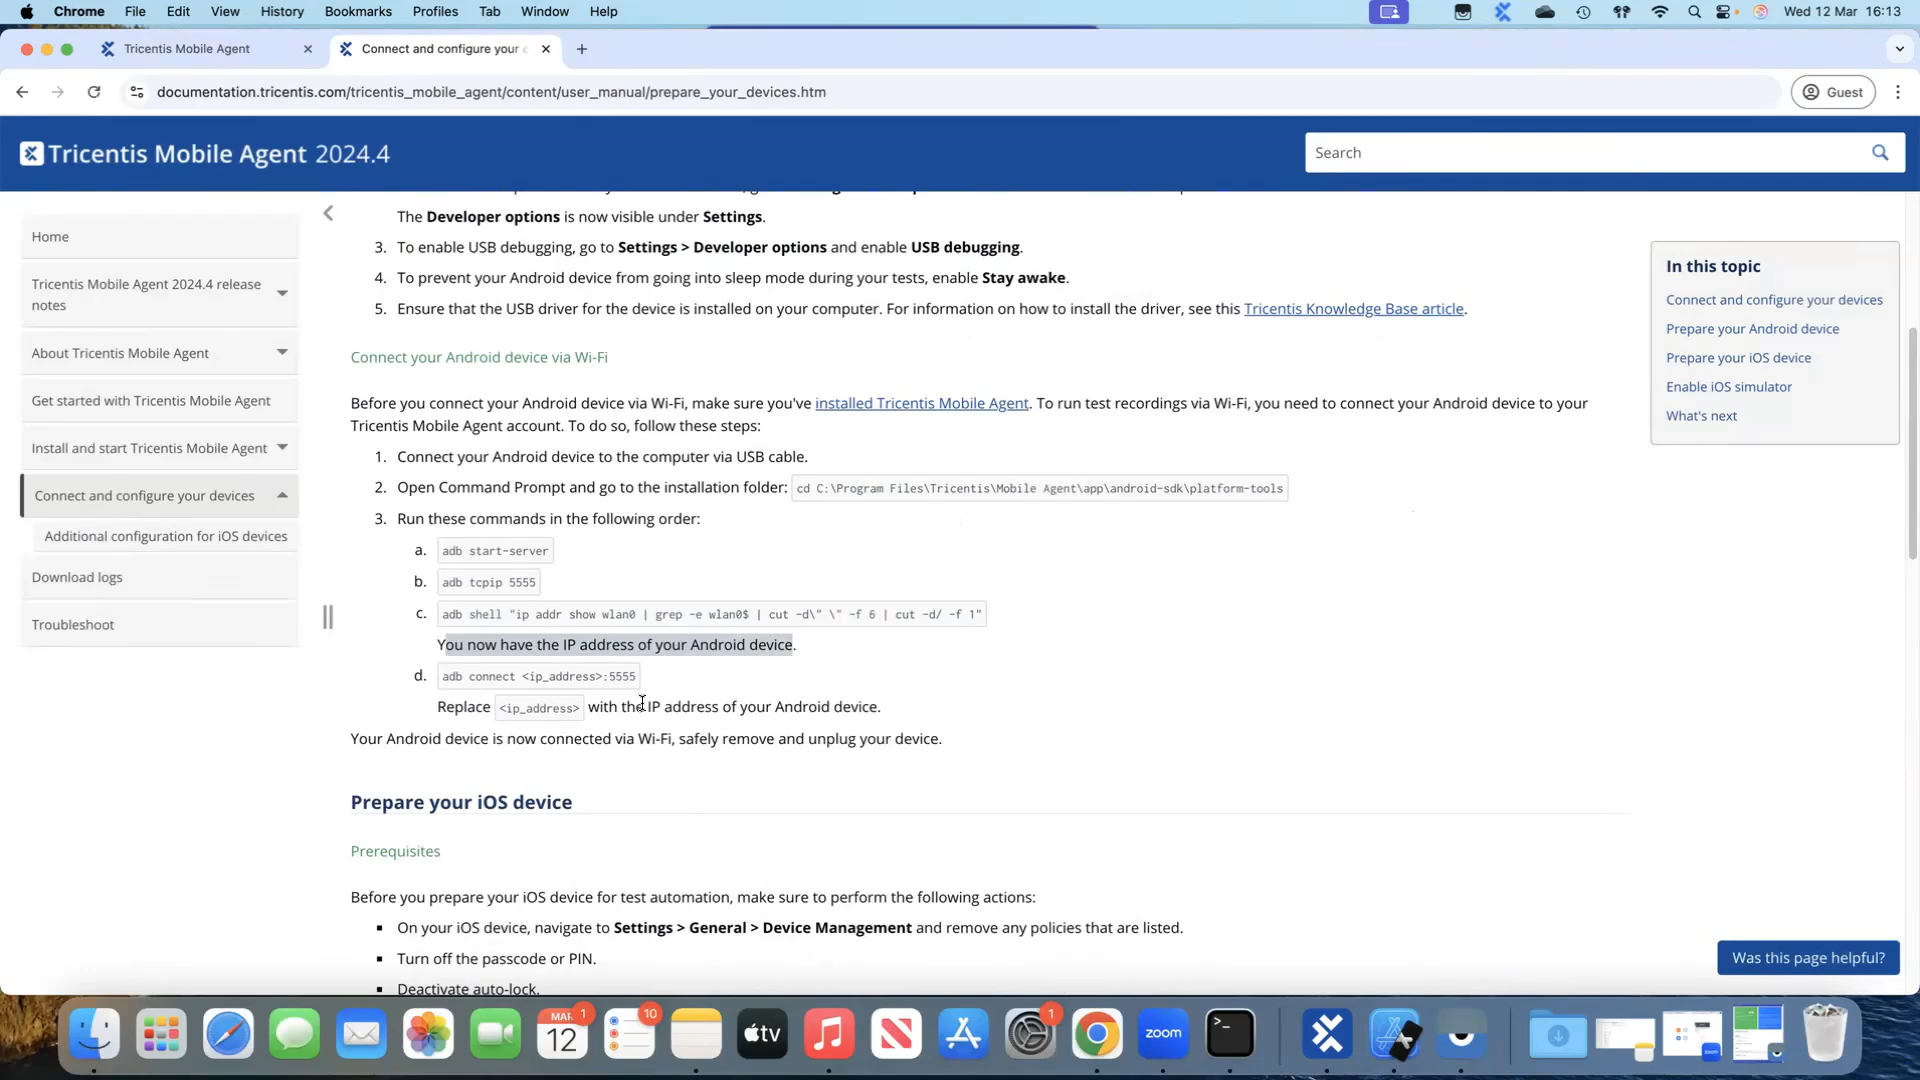 Chrome File Edit View History Bookmarks Profiles Tab Window Help Wed 12 Mar 16:13
Tricentis Mobile Agent
Connect and configure your
documentation.tricentis.com/tricentis_mobile_agent/content/user_manual/prepare_your_devices.htm
Guest
Tricentis Mobile Agent 2024.4
Search
Home
Tricentis Mobile Agent 2024.4 release
notes
About Tricentis Mobile Agent
Get started with Tricentis Mobile Agent
Install and start Tricentis Mobile Agent
Connect and configure your devices
Additional configuration for iOS devices
Download logs
Troubleshoot
The Developer options is now visible under Settings.
3. To enable USB debugging, go to Settings > Developer options and enable USB debugging.
4. To prevent your Android device from going into sleep mode during your tests, enable Stay awake.
5. Ensure that the USB driver for the device is installed on your computer. For information on how to install the driver, see this Tricentis Knowledge Base article.
Connect your Android device via Wi-Fi
Before you connect your Android device via Wi-Fi, make sure you've installed Tricentis Mobile Agent. To run test recordings via Wi-Fi, you need to connect your Android device to your
Tricentis Mobile Agent account. To do so, follow these steps:
1. Connect your Android device to the computer via USB cable.
2. Open Command Prompt and go to the installation folder: cd C:\Program Files\Tricentis\Mobile Agent\app\android-sdk\platform-tools
3. Run these commands in the following order:
a. adb start-server
b. adb tcpip 5555
c. adb shell "ip addr show wlan0 | grep -e wlan0$ | cut -d\" \" -f 6 | cut -d/ -f 1"
You now have the IP address of your Android device.
d. adb connect <ip_address>:5555
Replace <ip_address> with the IP address of your Android device.
Your Android device is now connected via Wi-Fi, safely remove and unplug your device.
Prepare your iOS device
Prerequisites
Before you prepare your iOS device for test automation, make sure to perform the following actions:
▪ On your iOS device, navigate to Settings > General > Device Management and remove any policies that are listed.
▪ Turn off the passcode or PIN.
▪ Deactivate auto-lock.
In this topic
Connect and configure your devices
Prepare your Android device
Prepare your iOS device
Enable iOS simulator
What's next
Was this page helpful?
MAR 1
12
10
tv
1
zoom